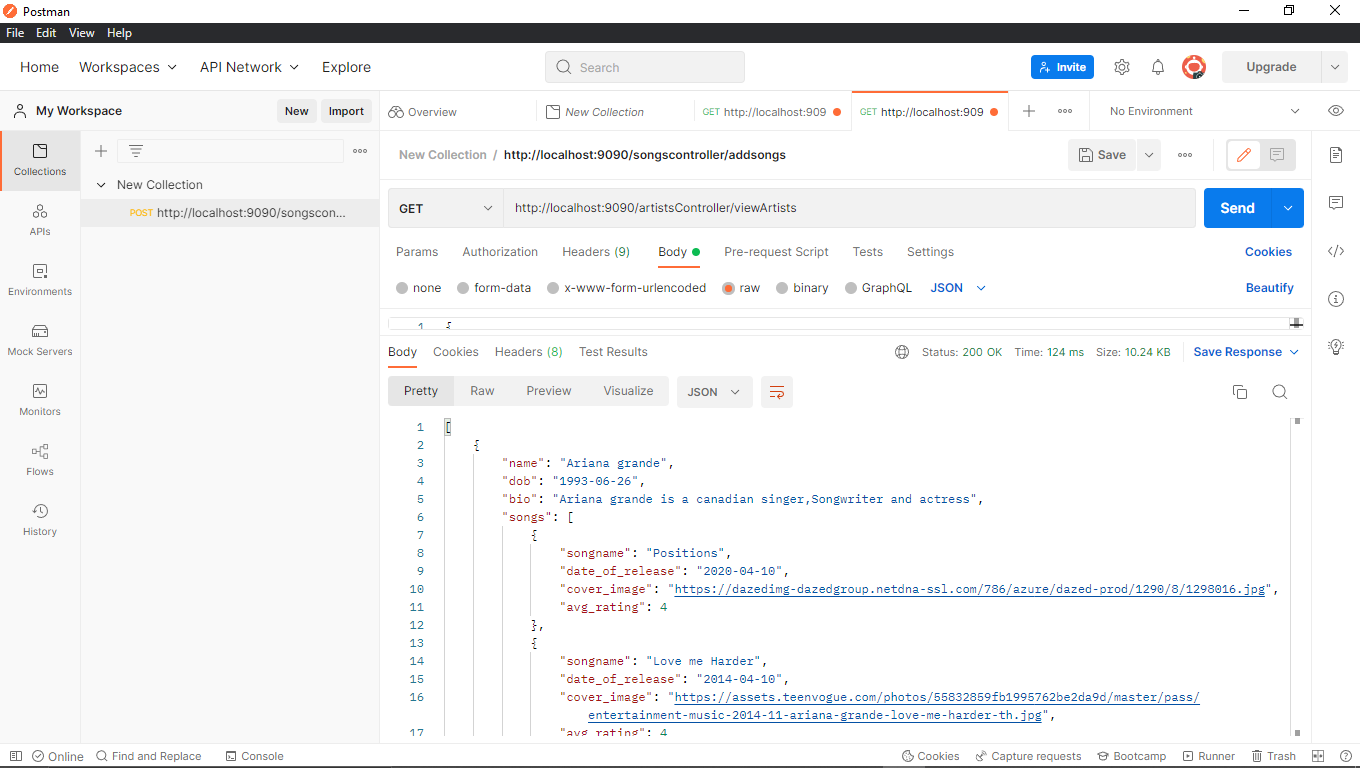 Postman
File Edit View Help
Home Workspaces API Network Explore Search Invite Upgrade
My Workspace New Import Overview New Collection GET http://localhost:909 GET http://localhost:909 No Environment
Collections
APIs
Environments
Mock Servers
Monitors
Flows
History
New Collection
POST http://localhost:9090/songscon...
New Collection / http://localhost:9090/songscontroller/addsongs Save
GET http://localhost:9090/artistsController/viewArtists Send
Params Authorization Headers (9) Body Pre-request Script Tests Settings Cookies
none form-data x-www-form-urlencoded raw binary GraphQL JSON Beautify
1 {
Body Cookies Headers (8) Test Results Status: 200 OK Time: 124 ms Size: 10.24 KB Save Response
Pretty Raw Preview Visualize JSON
1 [
2 {
3 "name": "Ariana grande",
4 "dob": "1993-06-26",
5 "bio": "Ariana grande is a canadian singer,Songwriter and actress",
6 "songs": [
7 {
8 "songname": "Positions",
9 "date_of_release": "2020-04-10",
10 "cover_image": "https://dazedimg-dazedgroup.netdna-ssl.com/786/azure/dazed-prod/1290/8/1298016.jpg",
11 "avg_rating": 4
12 },
13 {
14 "songname": "Love me Harder",
15 "date_of_release": "2014-04-10",
16 "cover_image": "https://assets.teenvogue.com/photos/55832859fb1995762be2da9d/master/pass/
entertainment-music-2014-11-ariana-grande-love-me-harder-th.jpg",
17 "avg_rating": 4
Online Find and Replace Console Cookies Capture requests Bootcamp Runner Trash